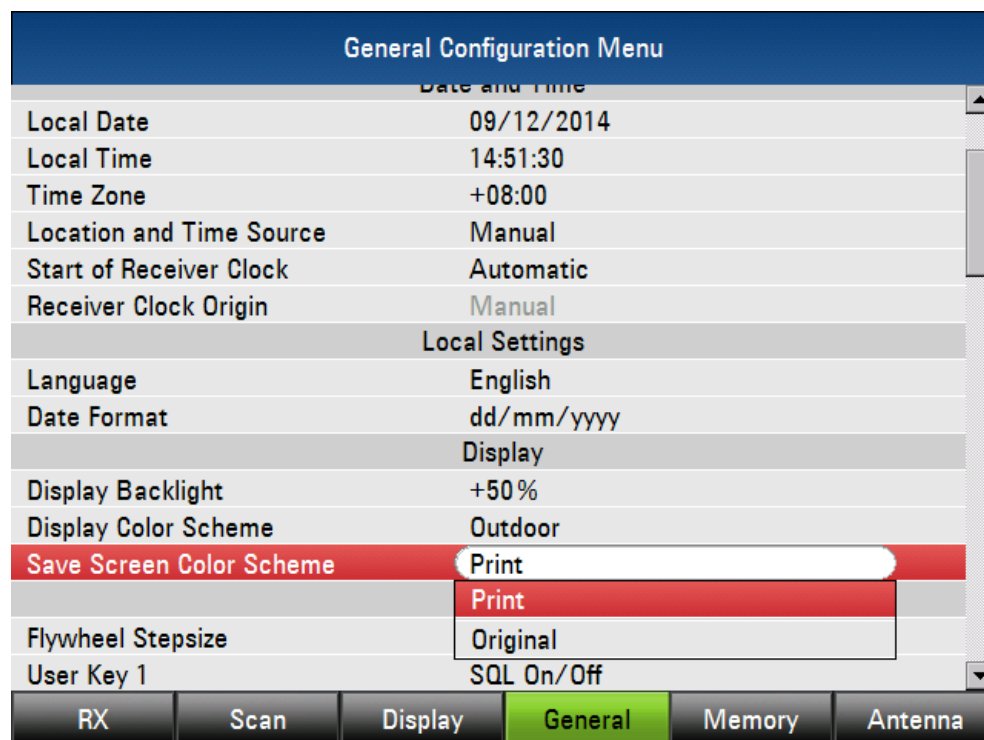 General Configuration Menu
Date and Time
Local Date 09/12/2014
Local Time 14:51:30
Time Zone +08:00
Location and Time Source Manual
Start of Receiver Clock Automatic
Receiver Clock Origin Manual
Local Settings
Language English
Date Format dd/mm/yyyy
Display
Display Backlight +50%
Display Color Scheme Outdoor
Save Screen Color Scheme Print
Print
Flywheel Stepsize Original
User Key 1 SQL On/Off
RX Scan Display General Memory Antenna